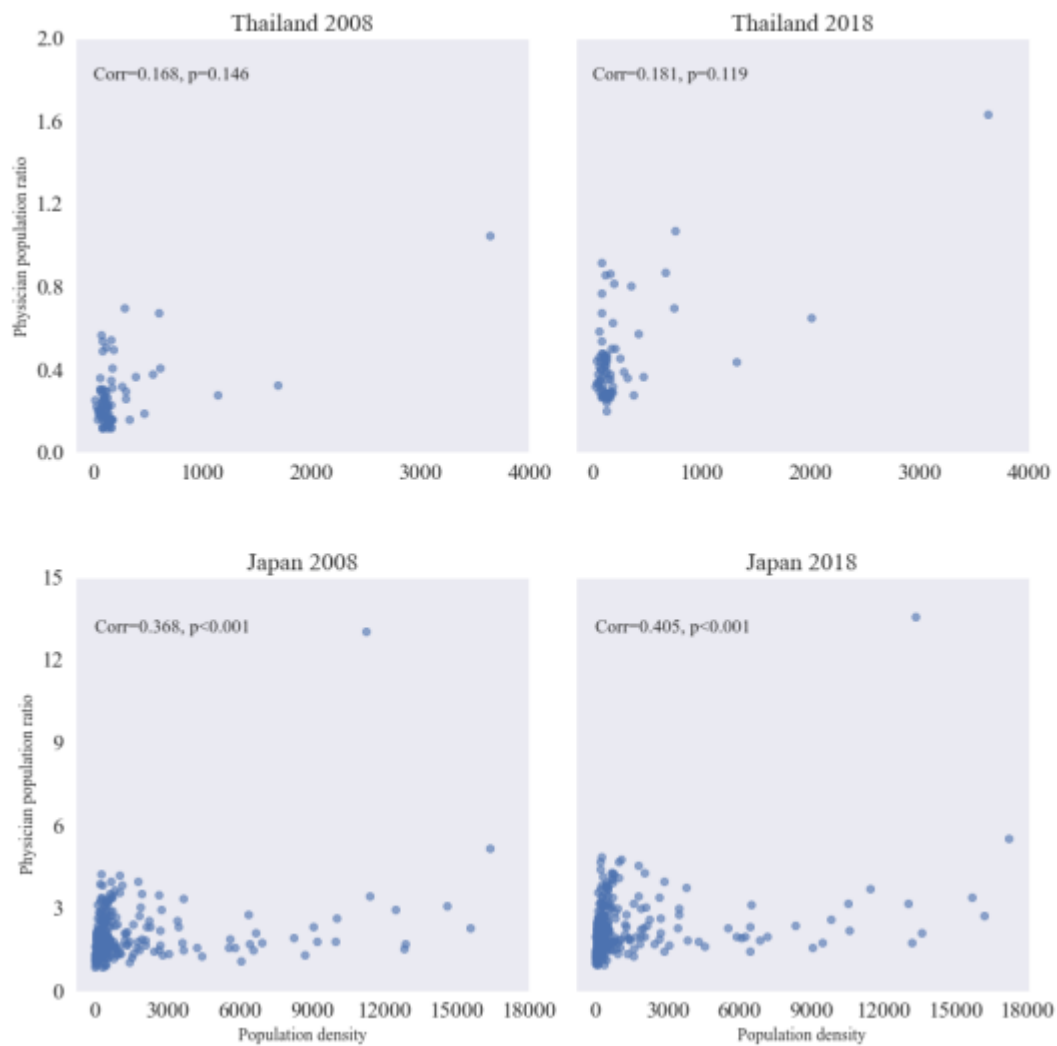 Thailand 2008
Thailand 2018
2.0
1.6
1.2
0.8
0.4
0.0
Physician population ratio
Corr=0.168, p=0.146
Corr=0.181, p=0.119
0 1000 2000 3000 4000
0 1000 2000 3000 4000
Japan 2008
Japan 2018
15
12
9
6
3
0
Physician population ratio
Corr=0.368, p<0.001
Corr=0.405, p<0.001
0 3000 6000 9000 12000 15000 18000
0 3000 6000 9000 12000 15000 18000
Population density
Population density